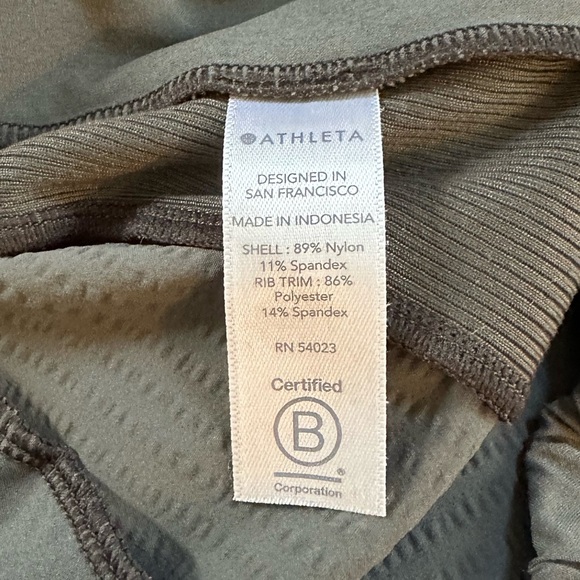 ATHLETA
DESIGNED IN
SAN FRANCISCO
MADE IN INDONESIA
SHELL : 89% Nylon
11% Spandex
RIB TRIM : 86%
Polyester
14% Spandex
RN 54023
Certified
B
®
Corporation